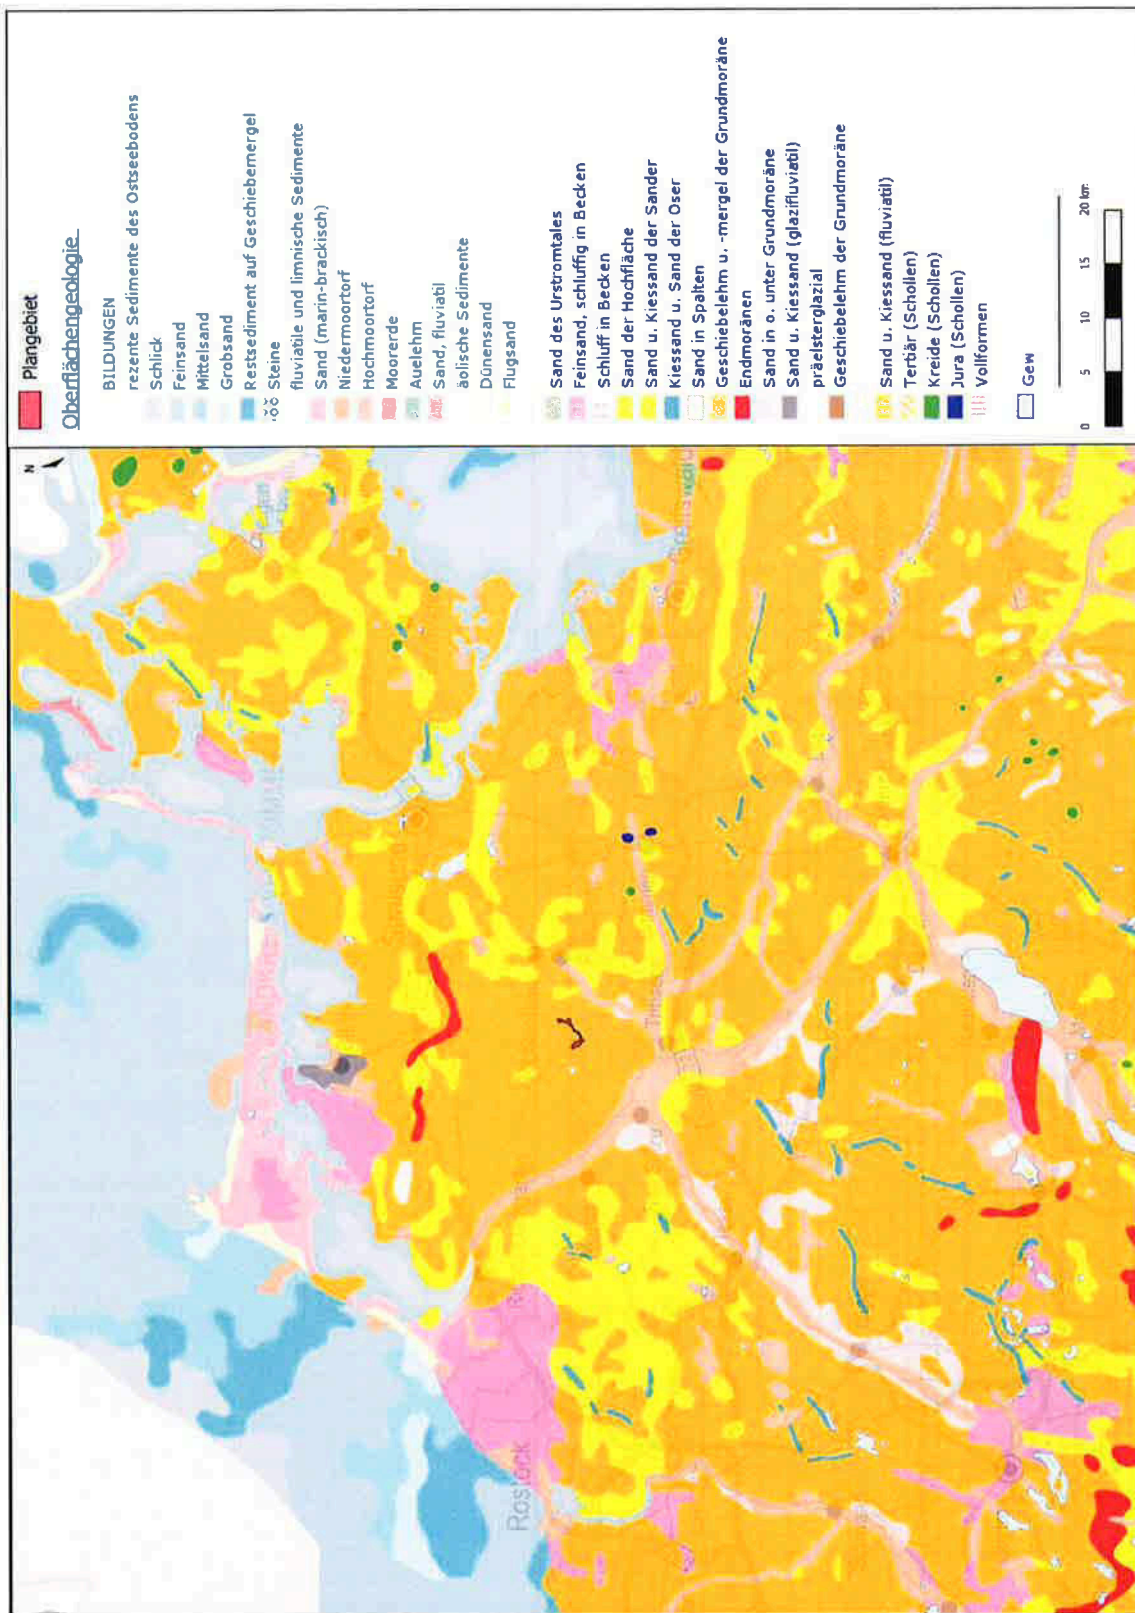 Plangebiet
Oberflächengeologie
BILDUNGEN
rezente Sedimente des Ostseebodens
Schlick
Feinsand
Mittelsand
Grobsand
Restsediment auf Geschiebemergel
Steine
fluviatile und limnische Sedimente
Sand (marin-brackisch)
Niedermoortorf
Hochmoortorf
Moorerde
Auelehm
Sand, fluviatil
äolische Sedimente
Dünensand
Flugsand
Sand des Urstromtales
Feinsand, schluffig in Becken
Schluff in Becken
Sand der Hochfläche
Sand u. Kiessand der Sander
Kiessand u. Sand der Oser
Sand in Spalten
Geschiebelehm u. -mergel der Grundmoräne
Endmoränen
Sand in o. unter Grundmoräne
Sand u. Kiessand (glazifluviatil)
präelsterglazial
Geschiebelehm der Grundmoräne
Sand u. Kiessand (fluviatil)
Tertiär (Schollen)
Kreide (Schollen)
Jura (Schollen)
Vollformen
Gew
0 5 10 15 20 km
N
Rostock